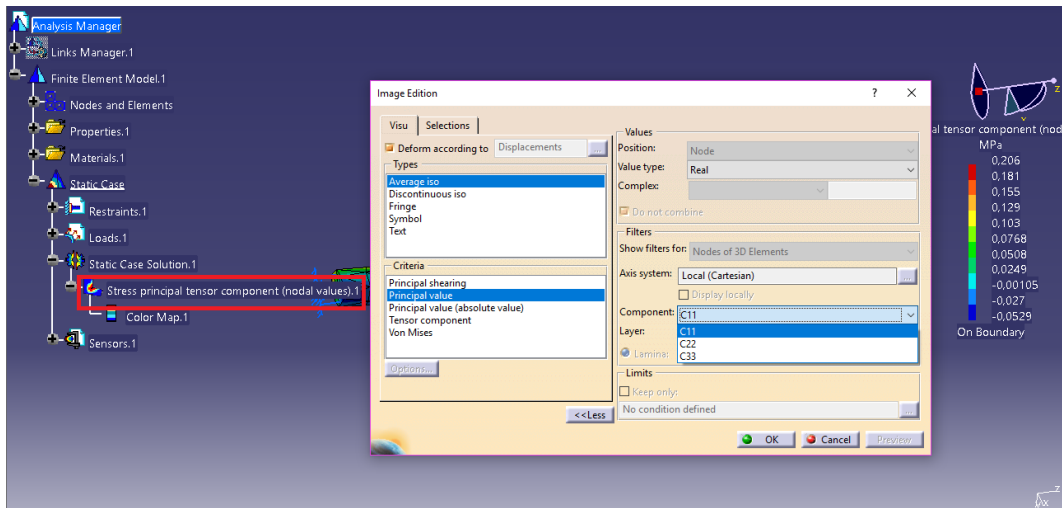 Analysis Manager
Links Manager.1
Finite Element Model.1
Nodes and Elements
Properties.1
Materials.1
Static Case
Restraints.1
Loads.1
Static Case Solution.1
Stress principal tensor component (nodal values).1
Color Map.1
Sensors.1
Image Edition
?
Visu
Selections
Deform according to
Displacements
...
Types
Average iso
Discontinuous iso
Fringe
Symbol
Text
Criteria
Principal shearing
Principal value
Principal value (absolute value)
Tensor component
Von Mises
Options...
<<Less
Values
Position: Node
Value type: Real
Complex:
Do not combine
Filters
Show filters for: Nodes of 3D Elements
Axis system: Local (Cartesian) ...
Display locally
Component: C11
Layer:
C11
C22
C33
Lamina:
Limits
Keep only:
No condition defined ...
OK
Cancel
Preview
z
y
al tensor component (nod
MPa
0,206
0,181
0,155
0,129
0,103
0,0768
0,0508
0,0249
-0,00105
-0,027
-0,0529
On Boundary
z
x